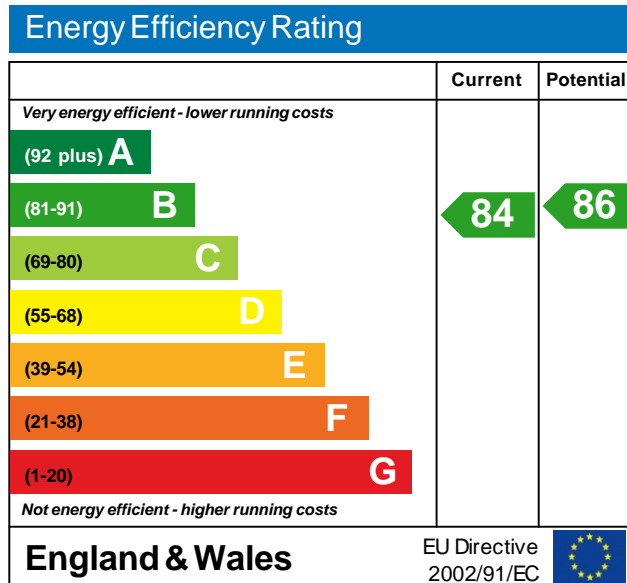 Energy Efficiency Rating
Current Potential
Very energy efficient - lower running costs
(92 plus) A
(81-91) B 84 86
(69-80) C
(55-68) D
(39-54) E
(21-38) F
(1-20) G
Not energy efficient - higher running costs
England & Wales
EU Directive
2002/91/EC